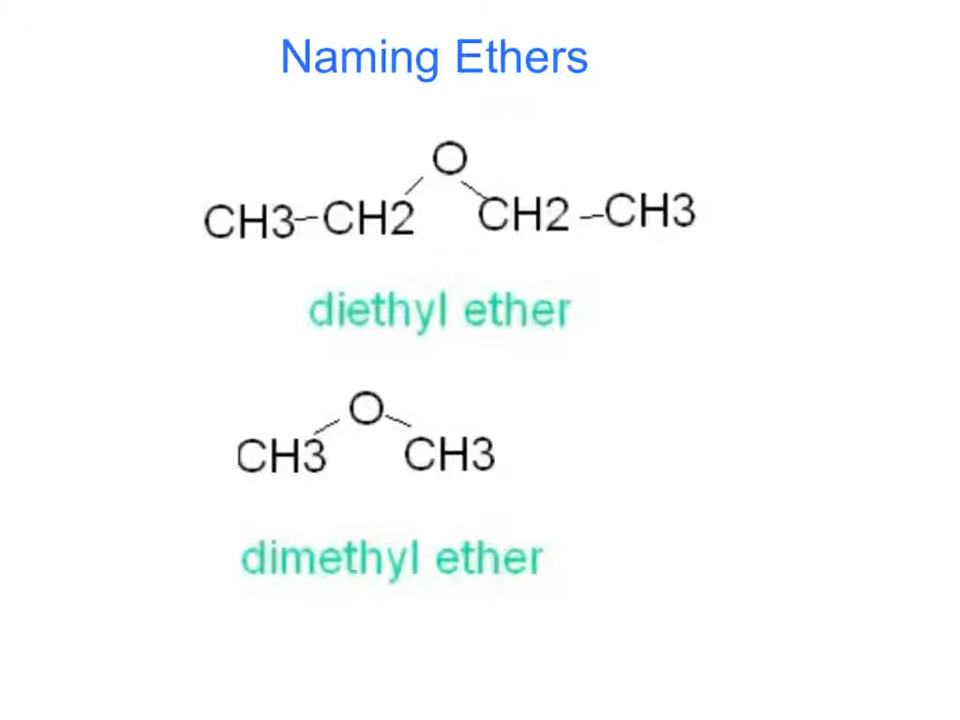 Naming Ethers
O
CH3-CH2 CH2-CH3
diethyl ether
O
CH3 CH3
dimethyl ether